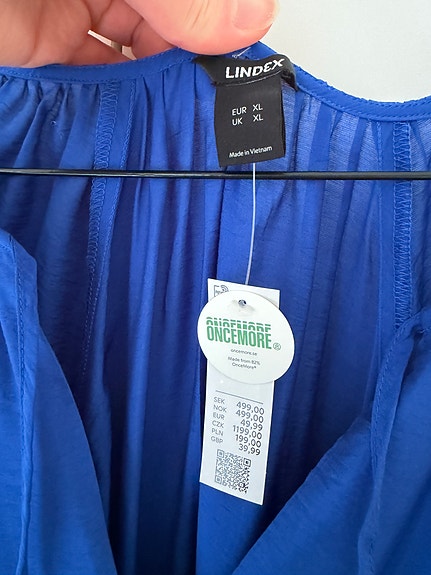 LINDEX
EUR XL
UK XL
Made in Vietnam
ONCEMORE®
oncemore.se
Made from 82%
OnceMore®
SEK 499,00
NOK 499,00
EUR 49,99
CZK 1199,00
PLN 199,00
GBP 39,99